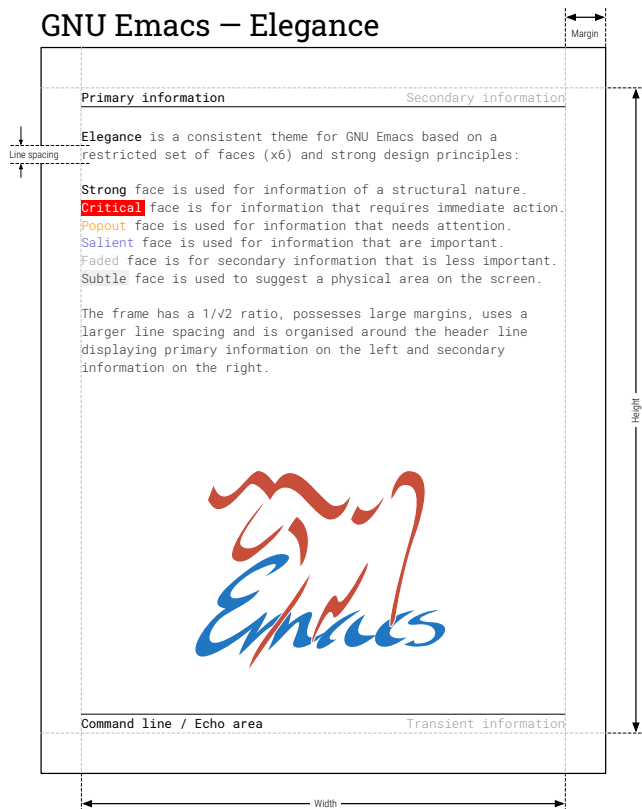 GNU Emacs — Elegance
Margin
Primary information Secondary information
Elegance is a consistent theme for GNU Emacs based on a
Line spacing
restricted set of faces (x6) and strong design principles:
Strong face is used for information of a structural nature.
Critical face is for information that requires immediate action.
Popout face is used for information that needs attention.
Salient face is used for information that are important.
Faded face is for secondary information that is less important.
Subtle face is used to suggest a physical area on the screen.
The frame has a 1/√2 ratio, possesses large margins, uses a
larger line spacing and is organised around the header line
displaying primary information on the left and secondary
information on the right.
Height
Emacs
Command line / Echo area Transient information
Width